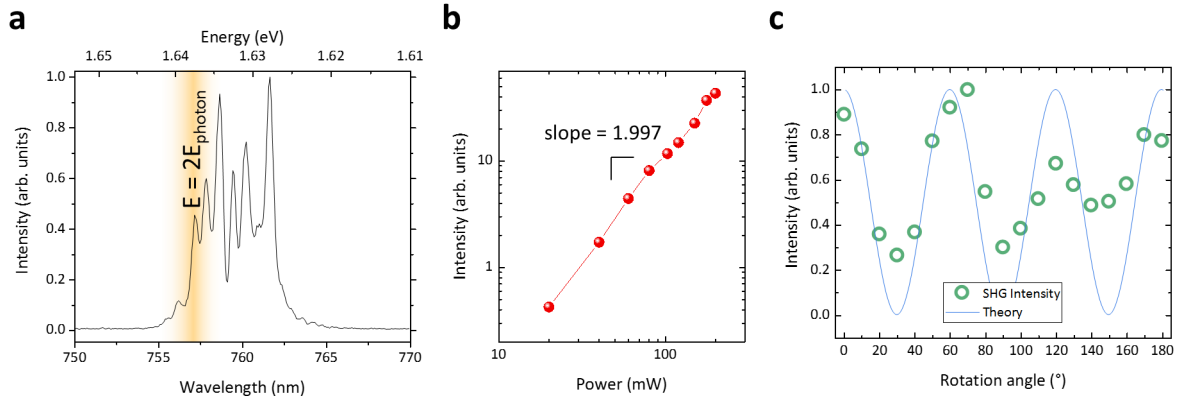 a
Energy (eV)
1.65 1.64 1.63 1.62 1.61
Intensity (arb. units)
1.0
0.8
0.6
0.4
0.2
0.0
E = 2Ephoton
750 755 760 765 770
Wavelength (nm)
b
Intensity (arb. units)
10
1
slope = 1.997
10 100
Power (mW)
c
Intensity (arb. units)
1.0
0.8
0.6
0.4
0.2
0.0
SHG Intensity
Theory
0 20 40 60 80 100 120 140 160 180
Rotation angle (°)